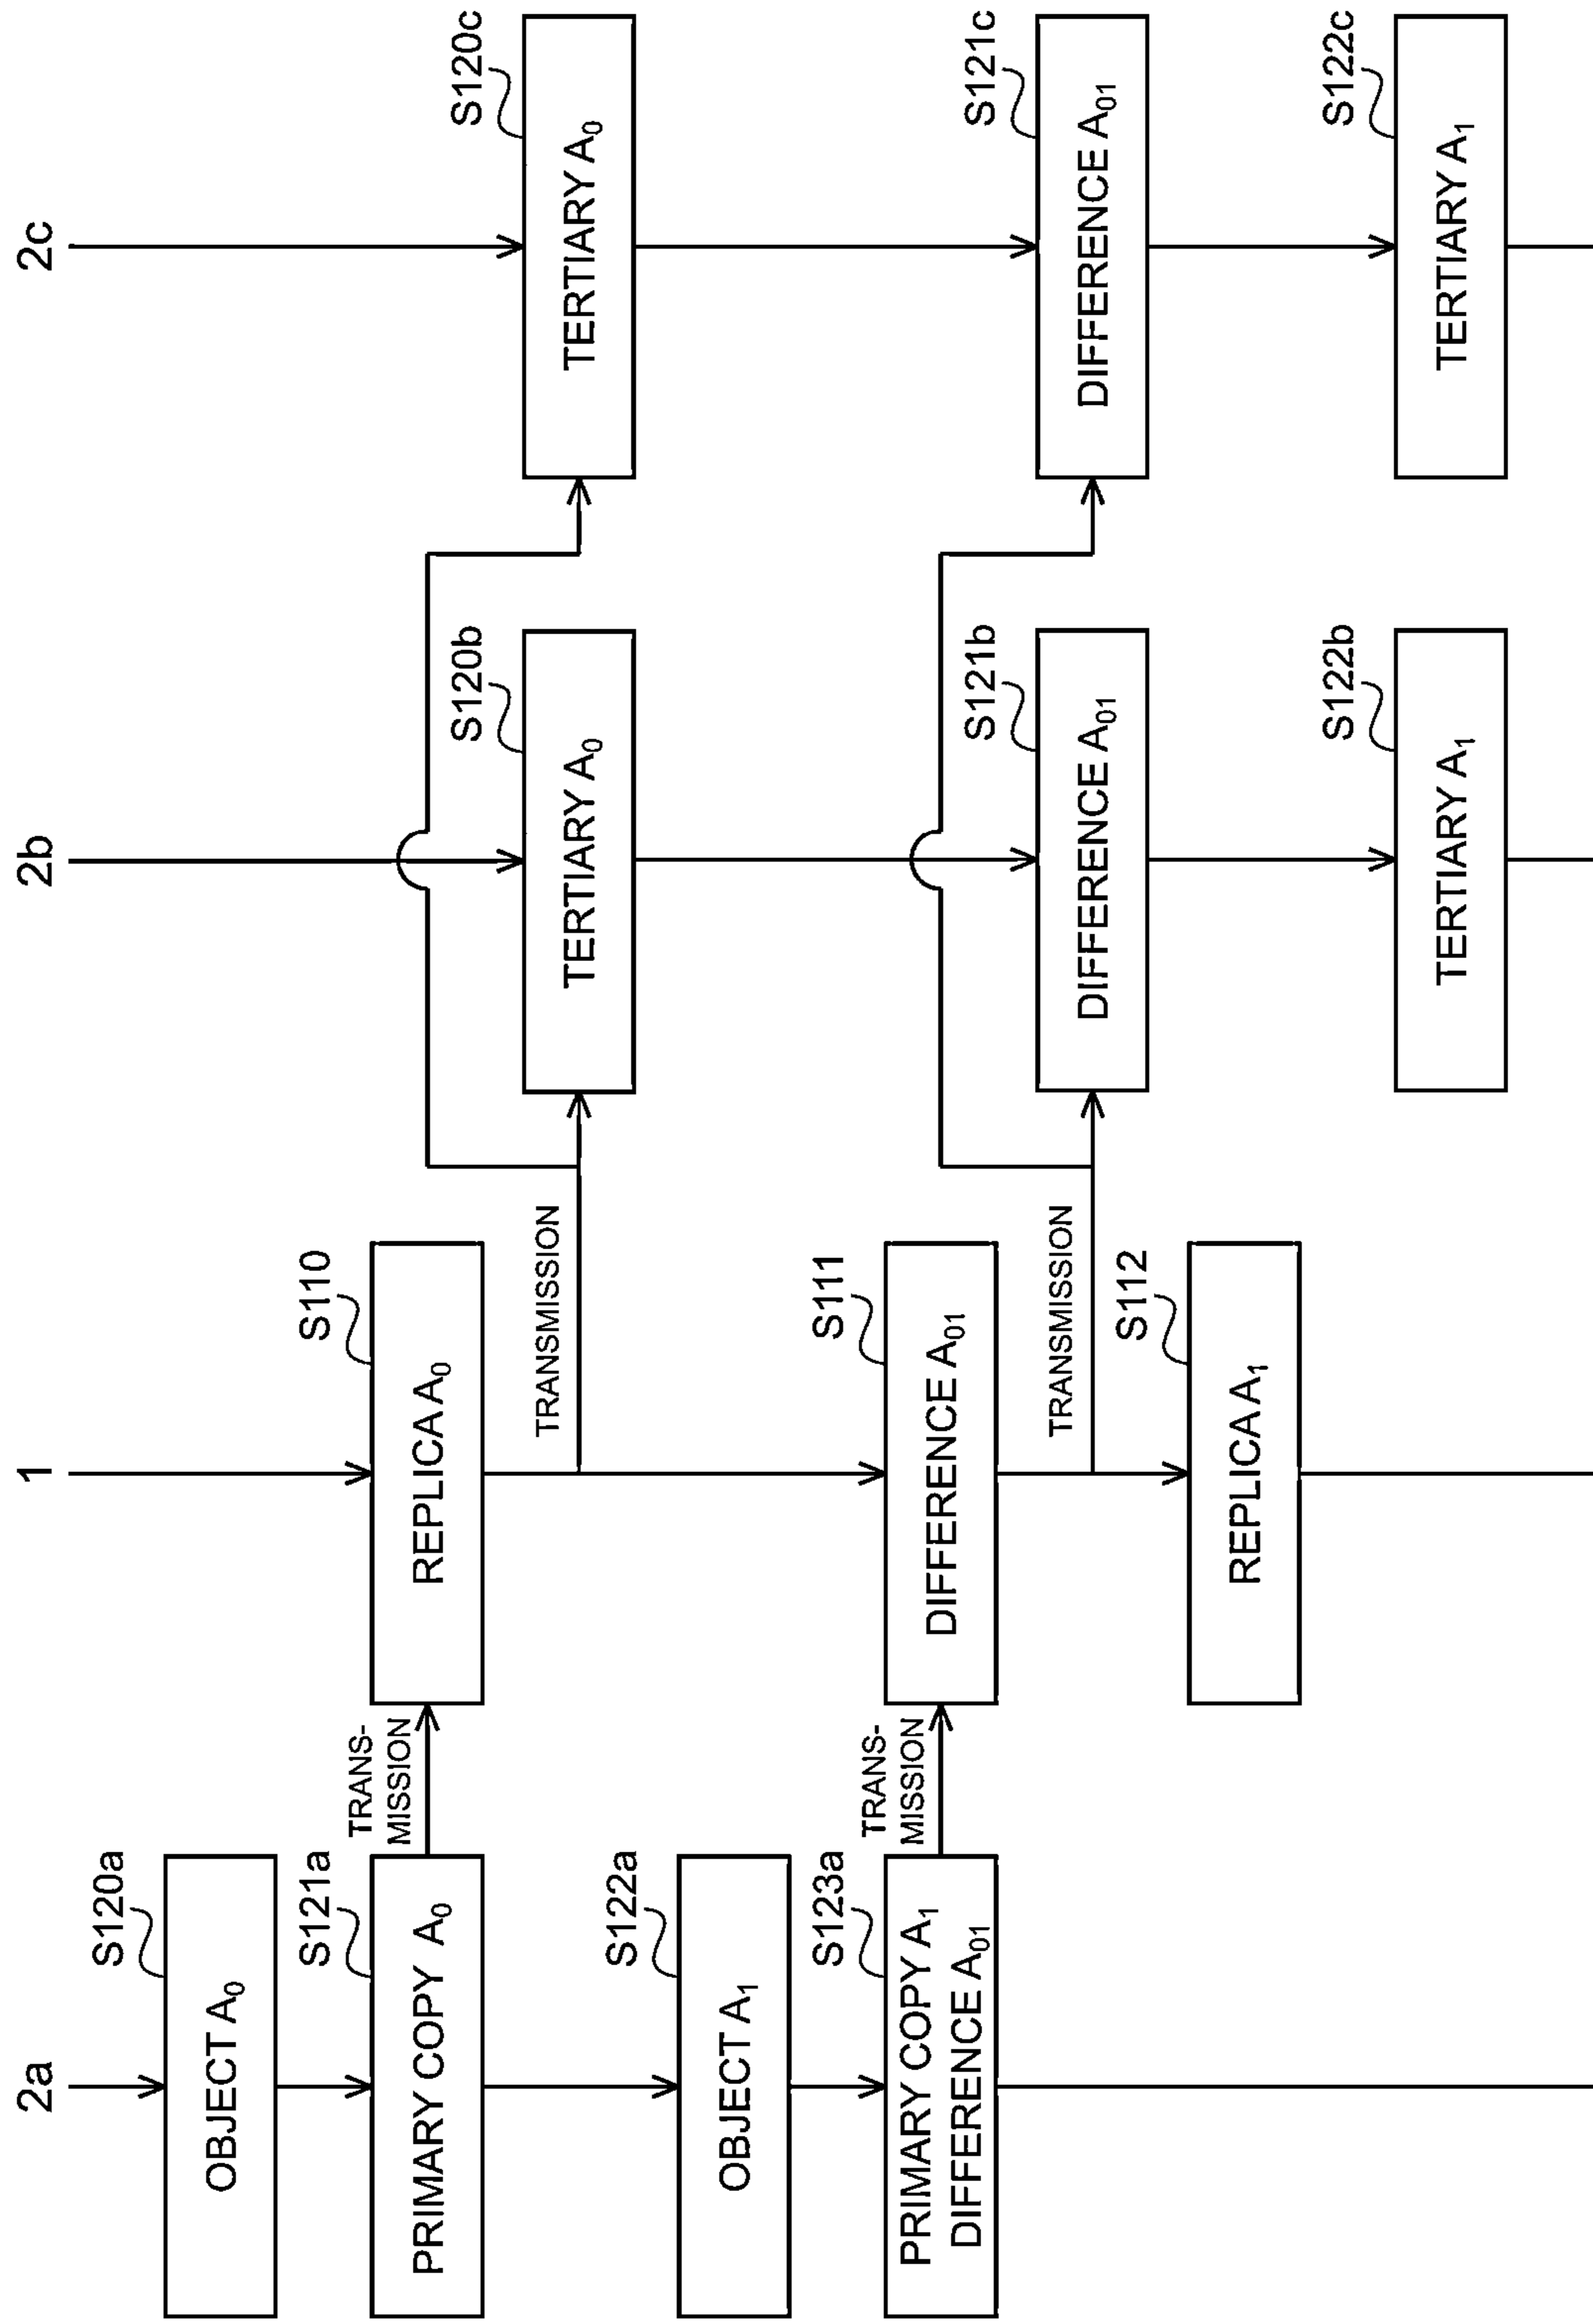 2a
1
2b
2c
S120a
OBJECT A₀
S121a
PRIMARY COPY A₀
TRANS-
MISSION
S110
REPLICA A₀
TRANSMISSION
S120b
TERTIARY A₀
S120c
TERTIARY A₀
S122a
OBJECT A₁
S123a
PRIMARY COPY A₁
DIFFERENCE A₀₁
TRANS-
MISSION
S111
DIFFERENCE A₀₁
TRANSMISSION
S121b
DIFFERENCE A₀₁
S121c
DIFFERENCE A₀₁
S112
REPLICA A₁
S122b
TERTIARY A₁
S122c
TERTIARY A₁